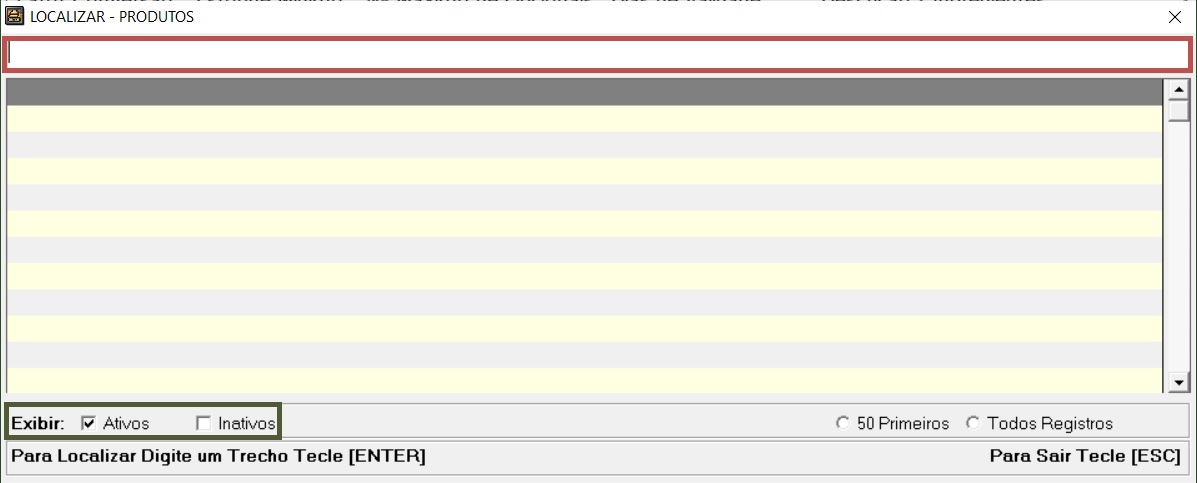 LOCALIZAR - PRODUTOS
Exibir: Ativos Inativos 50 Primeiros Todos Registros
Para Localizar Digite um Trecho Tecle [ENTER] Para Sair Tecle [ESC]